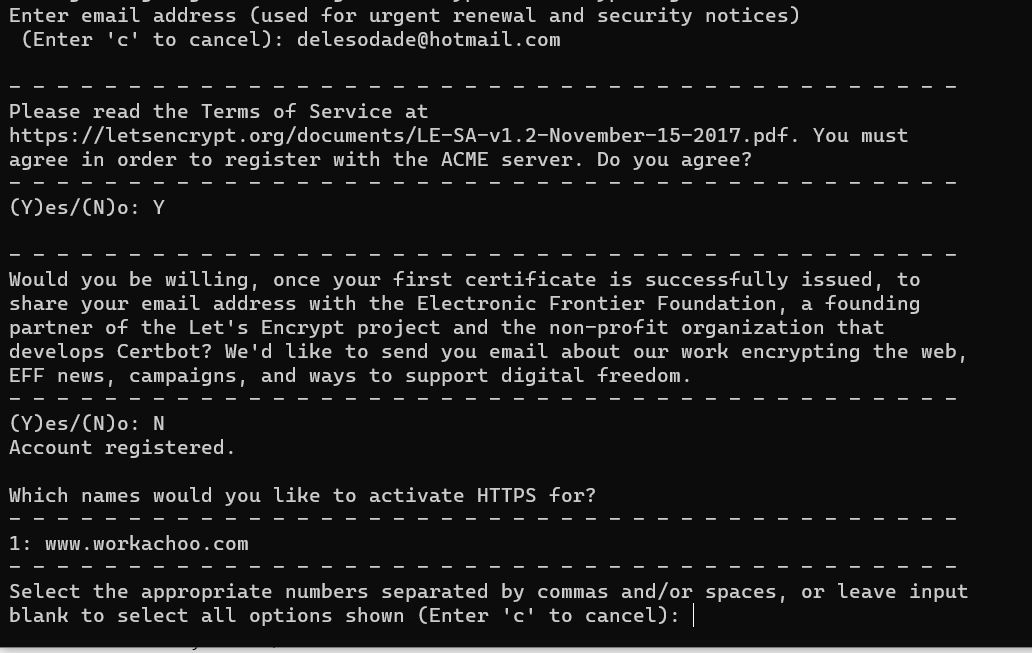 Enter email address (used for urgent renewal and security notices)
 (Enter 'c' to cancel): delesodade@hotmail.com

- - - - - - - - - - - - - - - - - - - - - - - - - - - - - - - - - - - - - - - -
Please read the Terms of Service at
https://letsencrypt.org/documents/LE-SA-v1.2-November-15-2017.pdf. You must
agree in order to register with the ACME server. Do you agree?
- - - - - - - - - - - - - - - - - - - - - - - - - - - - - - - - - - - - - - - -
(Y)es/(N)o: Y

- - - - - - - - - - - - - - - - - - - - - - - - - - - - - - - - - - - - - - - -
Would you be willing, once your first certificate is successfully issued, to
share your email address with the Electronic Frontier Foundation, a founding
partner of the Let's Encrypt project and the non-profit organization that
develops Certbot? We'd like to send you email about our work encrypting the web,
EFF news, campaigns, and ways to support digital freedom.
- - - - - - - - - - - - - - - - - - - - - - - - - - - - - - - - - - - - - - - -
(Y)es/(N)o: N
Account registered.

Which names would you like to activate HTTPS for?
- - - - - - - - - - - - - - - - - - - - - - - - - - - - - - - - - - - - - - - -
1: www.workachoo.com
- - - - - - - - - - - - - - - - - - - - - - - - - - - - - - - - - - - - - - - -
Select the appropriate numbers separated by commas and/or spaces, or leave input
blank to select all options shown (Enter 'c' to cancel):